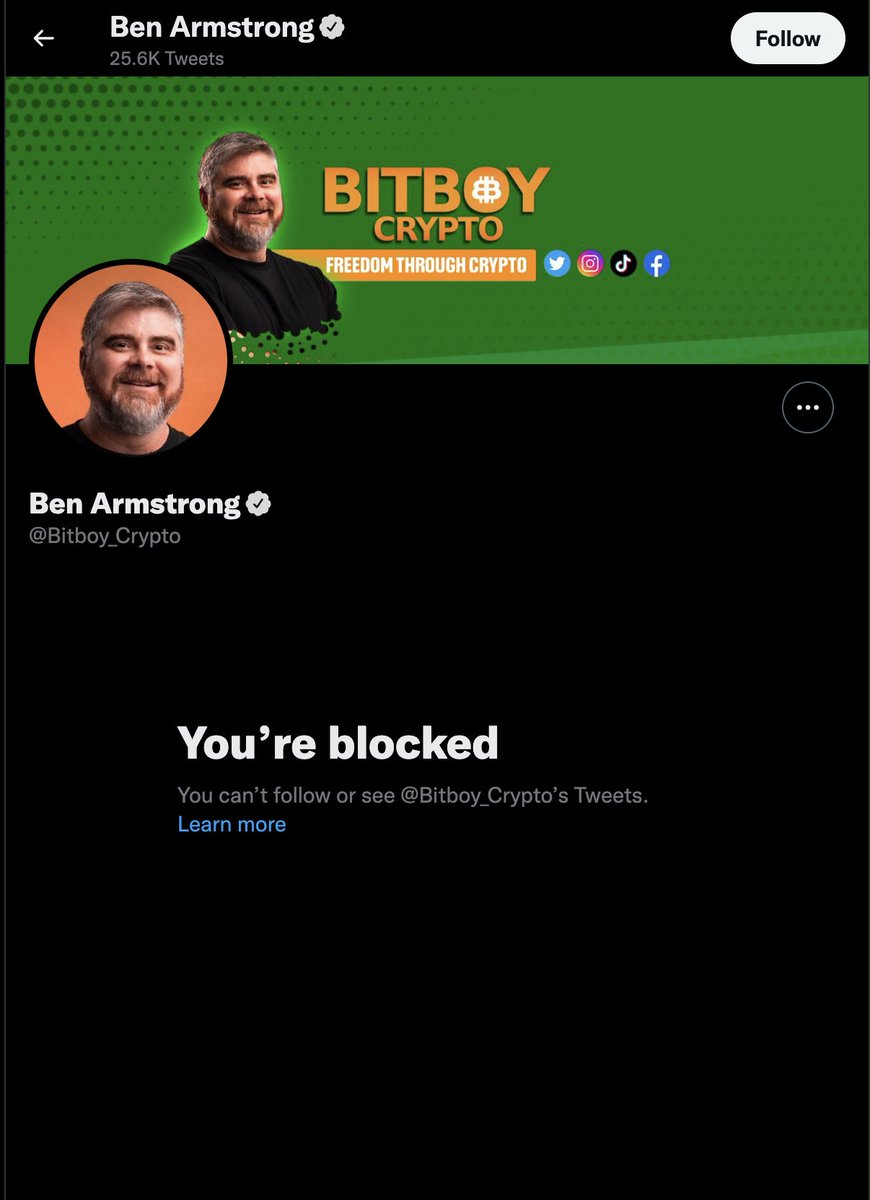 Ben Armstrong
Follow
25.6K Tweets
BITBOY
CRYPTO
FREEDOM THROUGH CRYPTO
Ben Armstrong
@Bitboy_Crypto
You’re blocked
You can’t follow or see @Bitboy_Crypto’s Tweets.
Learn more